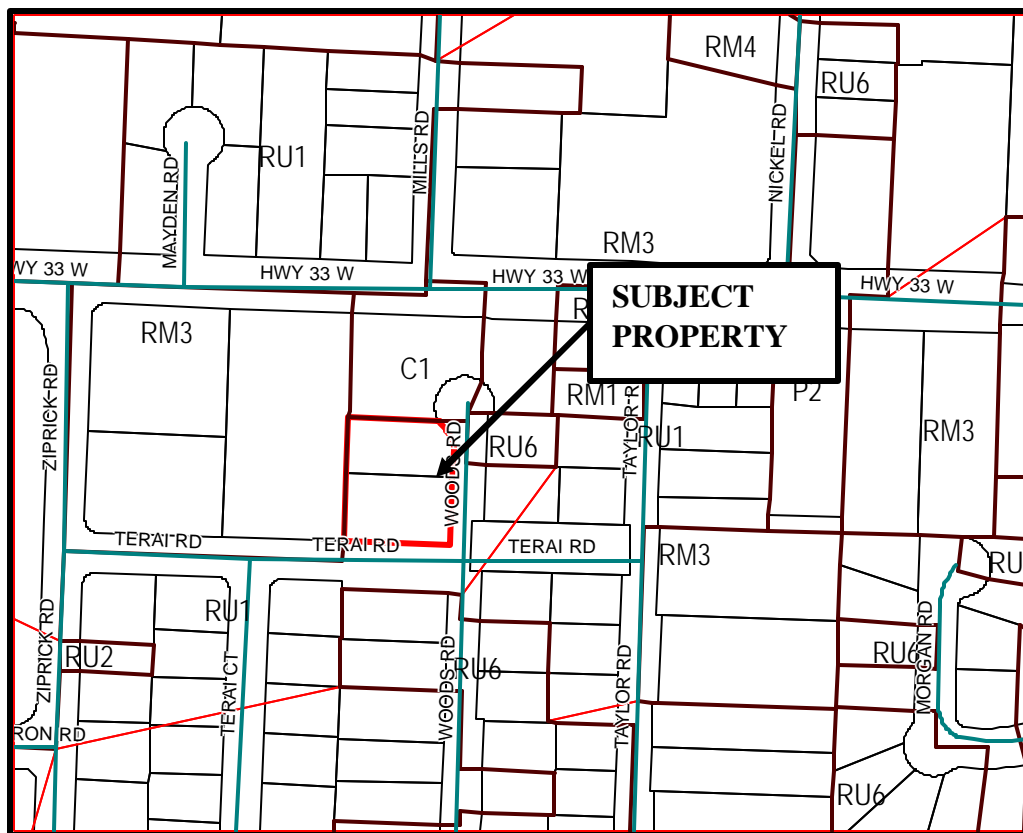 RM4
RU6
MILLS RD
NICKEL RD
RU1
MAYDEN RD
RM3
WY 33 W
HWY 33 W
HWY 33 W
HWY 33 W
SUBJECT
PROPERTY
RM3
C1
RM1
P2
ZIPRICK RD
WOODS RD
RU6
TAYLOR R
RU1
RM3
TERAI RD
TERAI RD
TERAI RD
RM3
RU
RU1
ZIPRICK RD
RU2
TERAI CT
WOODS RD
RU6
TAYLOR RD
RU6
MORGAN RD
RON RD
RU6